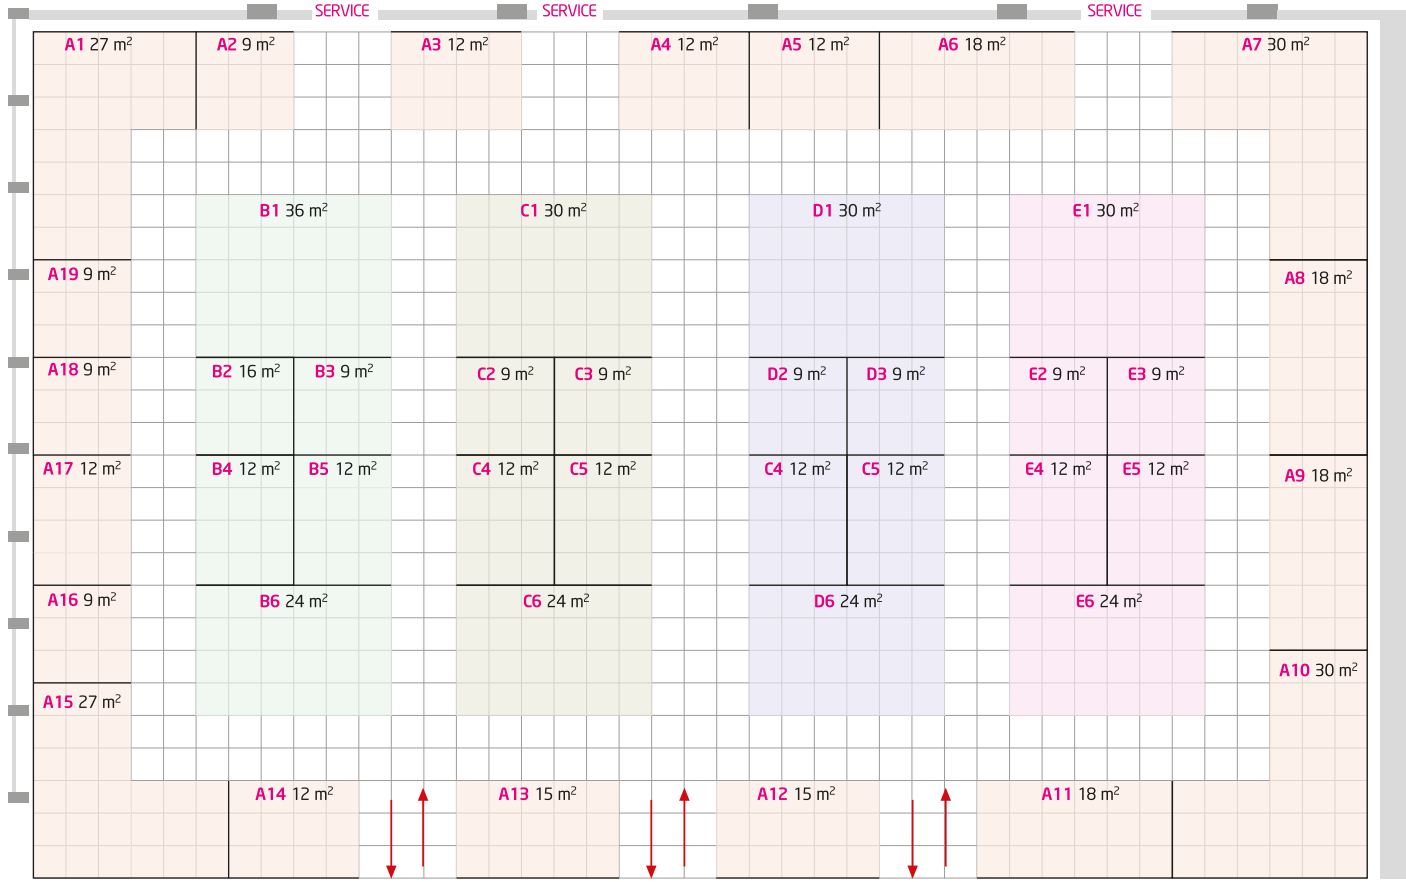 SERVICE SERVICE SERVICE
A1 27 m² A2 9 m² A3 12 m² A4 12 m² A5 12 m² A6 18 m² A7 30 m²
B1 36 m² C1 30 m² D1 30 m² E1 30 m²
A19 9 m² A8 18 m²
A18 9 m² B2 16 m² B3 9 m² C2 9 m² C3 9 m² D2 9 m² D3 9 m² E2 9 m² E3 9 m²
A17 12 m² B4 12 m² B5 12 m² C4 12 m² C5 12 m² C4 12 m² C5 12 m² E4 12 m² E5 12 m² A9 18 m²
A16 9 m² B6 24 m² C6 24 m² D6 24 m² E6 24 m²
A15 27 m² A10 30 m²
A14 12 m² A13 15 m² A12 15 m² A11 18 m²